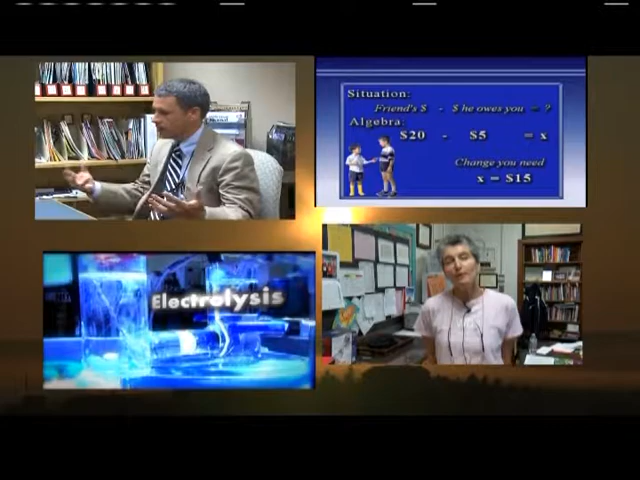 Situation:
Friend's $ - $ he owes you = ?
Algebra:
$20 - $5 = x
Change you need
x = $15
Electrolysis